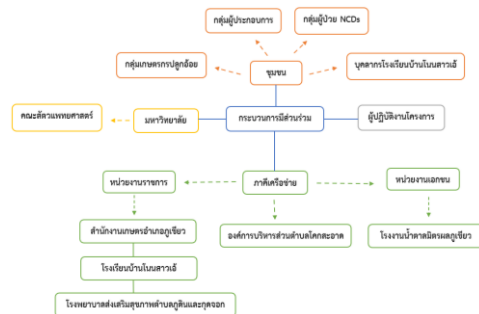 กลุ่มผู้ประกอบการ
กลุ่มผู้ป่วย NCDs
กลุ่มเกษตรกรปลูกอ้อย
ชุมชน
บุคลากรโรงเรียนบ้านโนนสาวเอ้
คณะสัตวแพทยศาสตร์
มหาวิทยาลัย
กระบวนการมีส่วนร่วม
ผู้ปฏิบัติงานโครงการ
หน่วยงานราชการ
ภาคีเครือข่าย
หน่วยงานเอกชน
สำนักงานเกษตรอำเภอภูเขียว
องค์การบริหารส่วนตำบลโคกสะอาด
โรงงานน้ำตาลมิตรผลภูเขียว
โรงเรียนบ้านโนนสาวเอ้
โรงพยาบาลส่งเสริมสุขภาพตำบลภูดินและกุดจอก